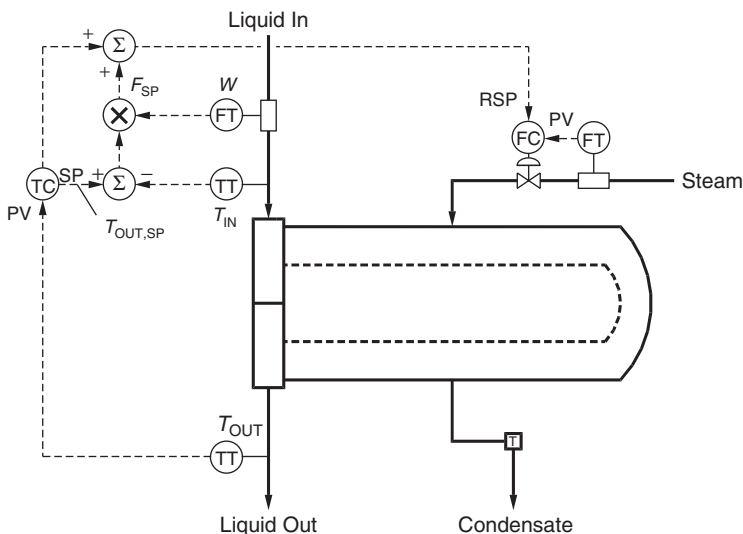 Liquid In
+
Σ
+
F_SP
W
RSP
PV
FT
FC
FT
SP
+
−
TC
Σ
TT
Steam
PV
T_IN
T_OUT,SP
T_OUT
TT
T
Liquid Out
Condensate